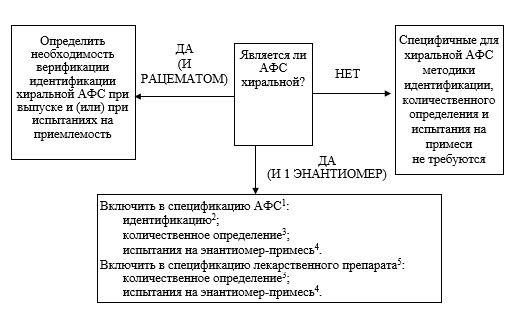 Определить
необходимость
верификации
идентификации
хиральной АФС при
выпуске и (или) при
испытаниях на
приемлемость
ДА
(И
РАЦЕМАТОМ)
Является ли
АФС
хиральной?
НЕТ
Специфичные для
хиральной АФС
методики
идентификации,
количественного
определения и
испытания на
примеси
не требуются
ДА
(И 1 ЭНАНТИОМЕР)
Включить в спецификацию АФС¹:
идентификацию²;
количественное определение³;
испытания на энантиомер-примесь⁴.
Включить в спецификацию лекарственного препарата⁵:
количественное определение³;
испытания на энантиомер-примесь⁴.